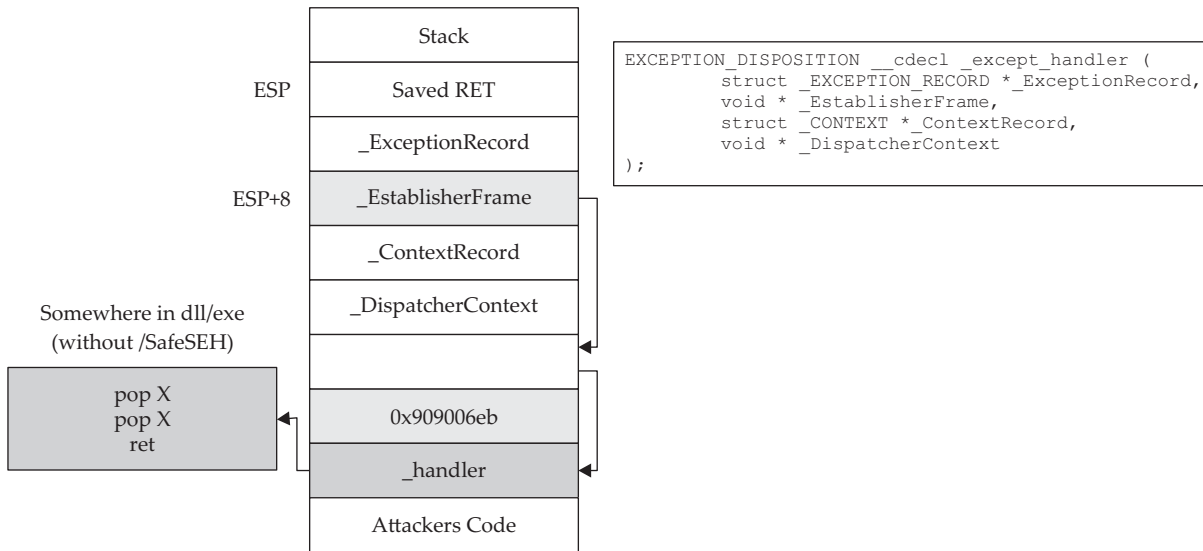 Stack
ESP
Saved RET
_ExceptionRecord
ESP+8
_EstablisherFrame
_ContextRecord
_DispatcherContext
Somewhere in dll/exe
(without /SafeSEH)
pop X
pop X
ret
0x909006eb
_handler
Attackers Code
EXCEPTION_DISPOSITION __cdecl _except_handler (
struct _EXCEPTION_RECORD *_ExceptionRecord,
void * _EstablisherFrame,
struct _CONTEXT *_ContextRecord,
void * _DispatcherContext
);